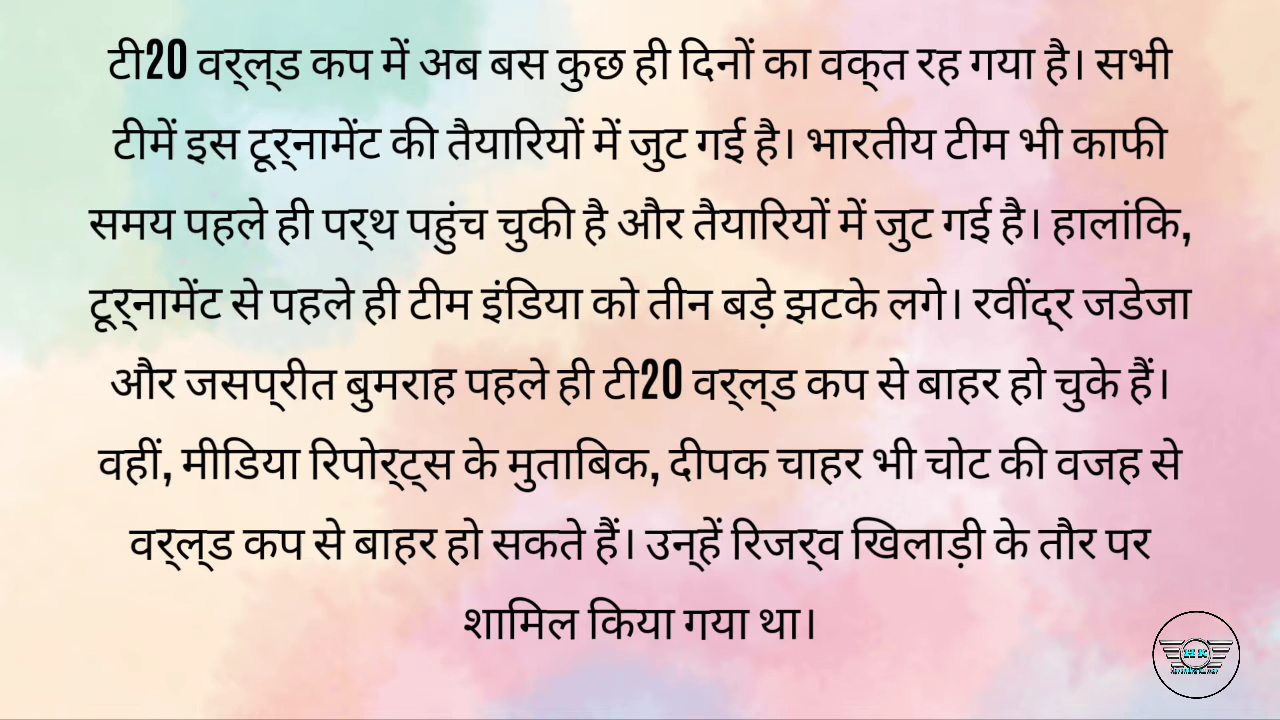 टी20 वर्ल्ड कप में अब बस कुछ ही दिनों का वक्त रह गया है। सभी
टीमें इस टूर्नामेंट की तैयारियों में जुट गई है। भारतीय टीम भी काफी
समय पहले ही पर्थ पहुंच चुकी है और तैयारियों में जुट गई है। हालांकि,
टूर्नामेंट से पहले ही टीम इंडिया को तीन बड़े झटके लगे। रवींद्र जडेजा
और जसप्रीत बुमराह पहले ही टी20 वर्ल्ड कप से बाहर हो चुके हैं।
वहीं, मीडिया रिपोर्ट्स के मुताबिक, दीपक चाहर भी चोट की वजह से
वर्ल्ड कप से बाहर हो सकते हैं। उन्हें रिजर्व खिलाड़ी के तौर पर
शामिल किया गया था।